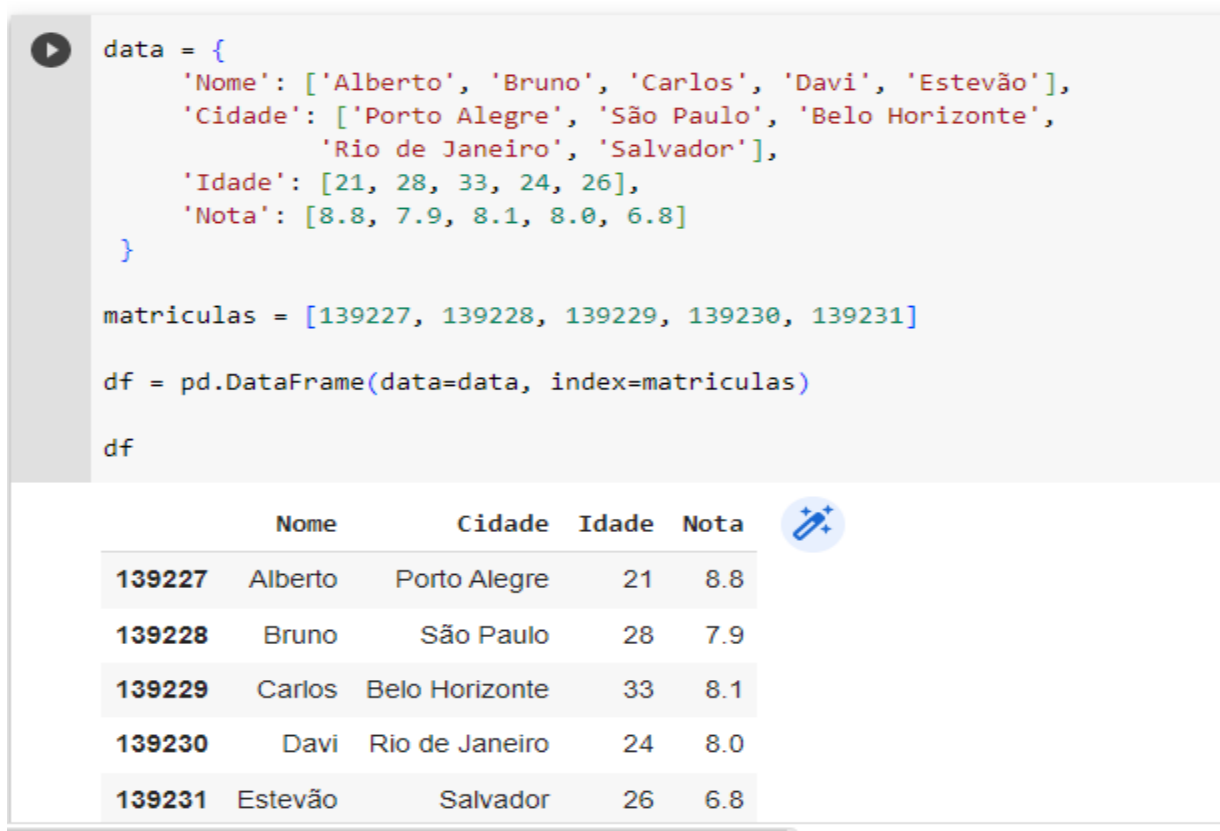 data = {
'Nome': ['Alberto', 'Bruno', 'Carlos', 'Davi', 'Estevão'],
'Cidade': ['Porto Alegre', 'São Paulo', 'Belo Horizonte',
'Rio de Janeiro', 'Salvador'],
'Idade': [21, 28, 33, 24, 26],
'Nota': [8.8, 7.9, 8.1, 8.0, 6.8]
}
matriculas = [139227, 139228, 139229, 139230, 139231]
df = pd.DataFrame(data=data, index=matriculas)
df
Nome Cidade Idade Nota
139227 Alberto Porto Alegre 21 8.8
139228 Bruno São Paulo 28 7.9
139229 Carlos Belo Horizonte 33 8.1
139230 Davi Rio de Janeiro 24 8.0
139231 Estevão Salvador 26 6.8